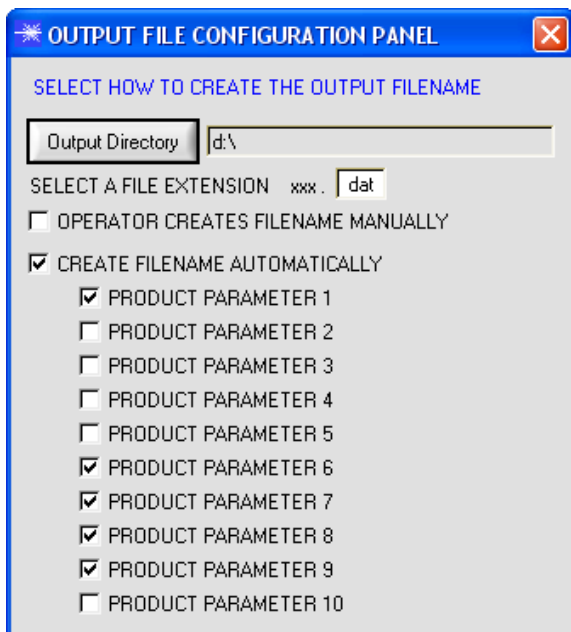 OUTPUT FILE CONFIGURATION PANEL
SELECT HOW TO CREATE THE OUTPUT FILENAME
Output Directory d:\
SELECT A FILE EXTENSION xxx . dat
OPERATOR CREATES FILENAME MANUALLY
CREATE FILENAME AUTOMATICALLY
PRODUCT PARAMETER 1
PRODUCT PARAMETER 2
PRODUCT PARAMETER 3
PRODUCT PARAMETER 4
PRODUCT PARAMETER 5
PRODUCT PARAMETER 6
PRODUCT PARAMETER 7
PRODUCT PARAMETER 8
PRODUCT PARAMETER 9
PRODUCT PARAMETER 10